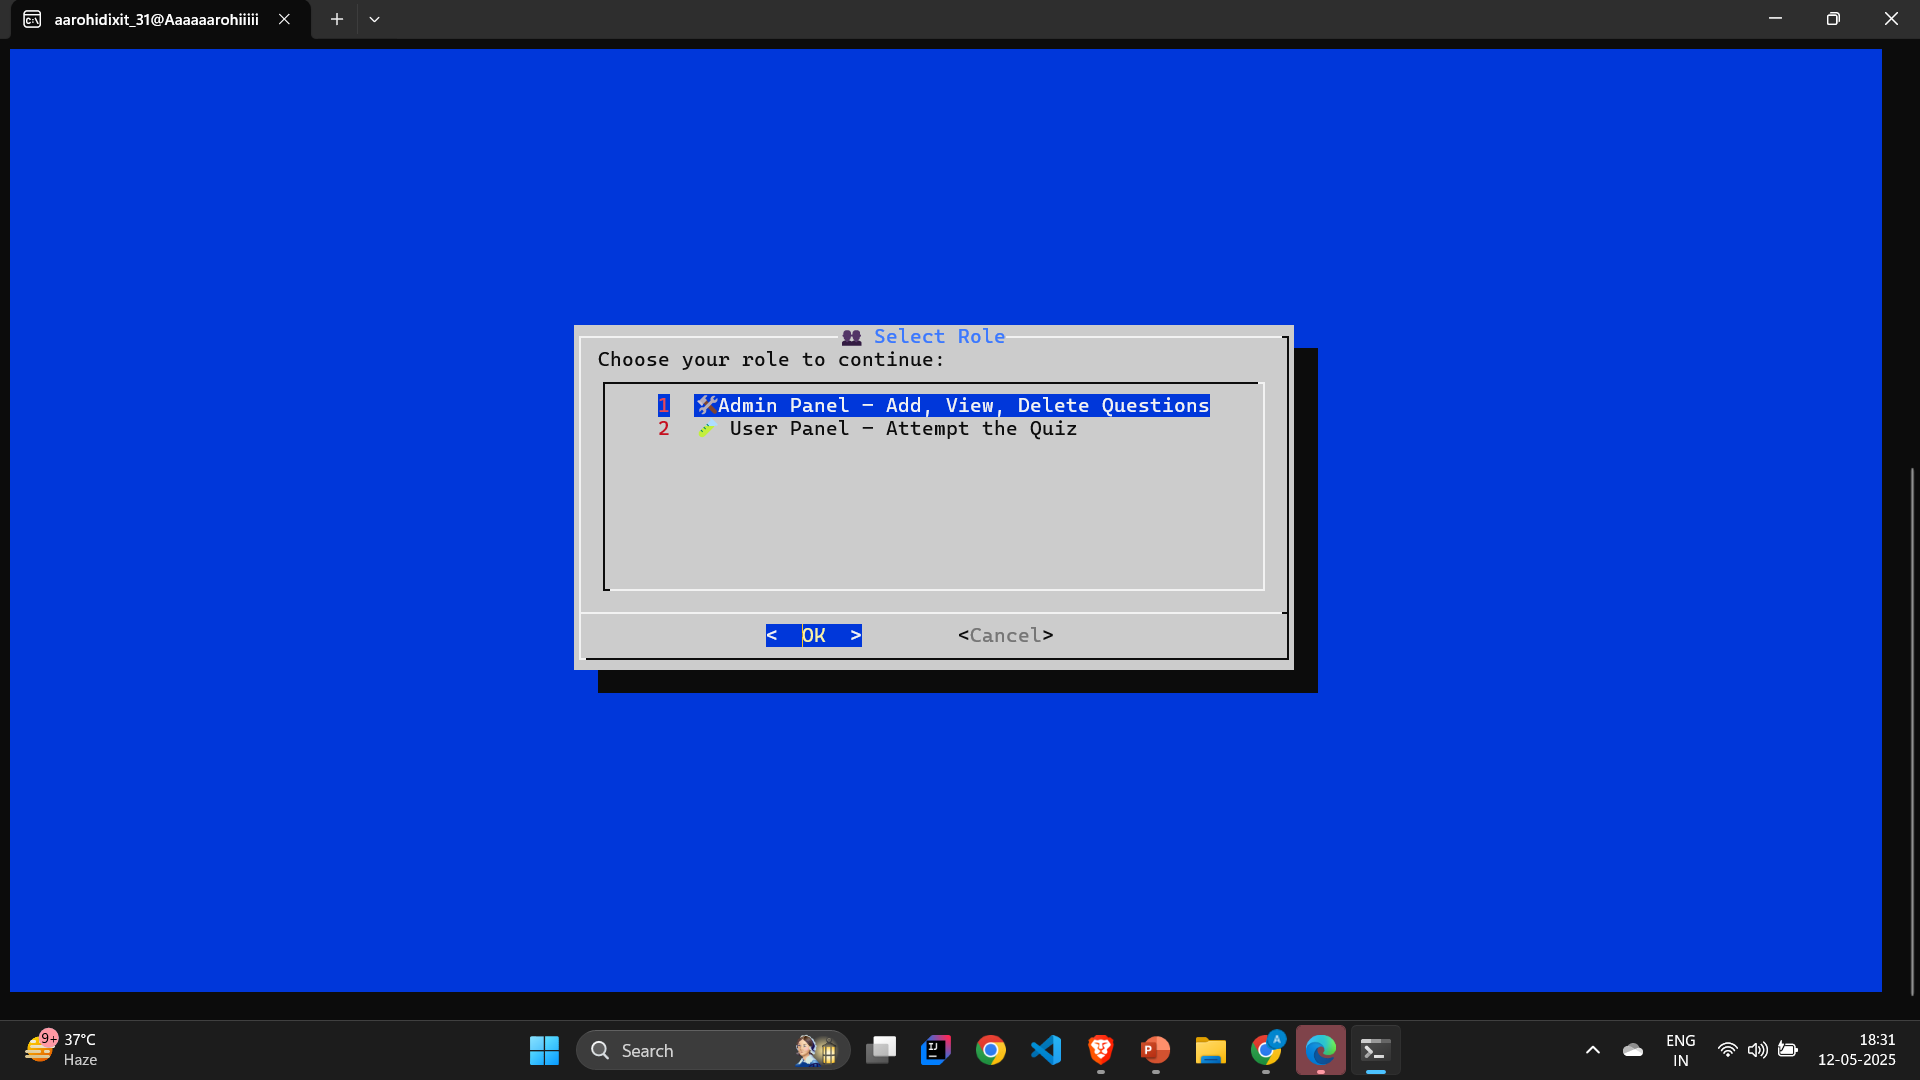 aarohidixit_31@Aaaaaarohiiiii
Select Role
Choose your role to continue:
1 Admin Panel – Add, View, Delete Questions
2 User Panel – Attempt the Quiz
< OK > <Cancel>
9+ 37°C
Haze
Search
ENG
IN
18:31
12-05-2025